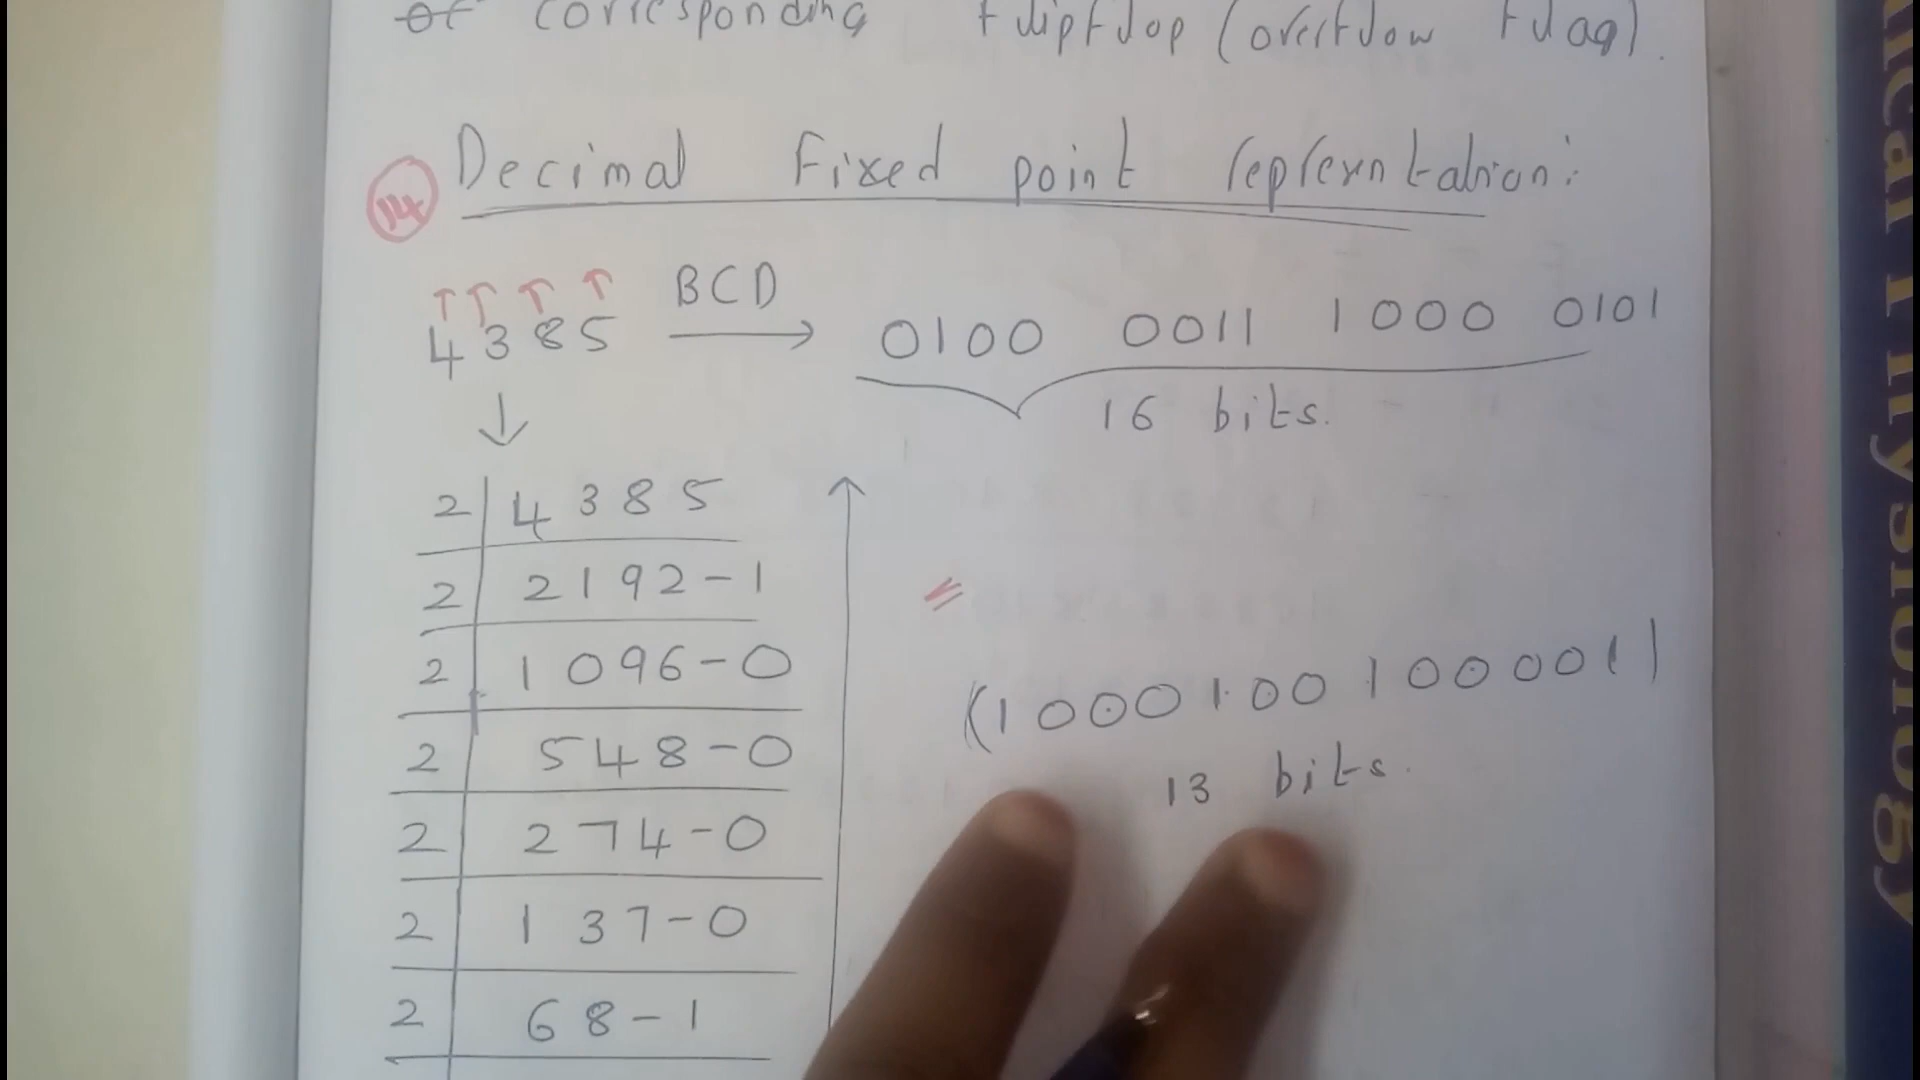 of corresponding flipflop (overflow flag).
14 Decimal Fixed point representation:
4385 BCD → 0100 0011 1000 0101
16 bits.
2 4385
2 2192-1
2 1096-0
(1000100100001)
2 548-0
13 bits.
2 274-0
2 137-0
2 68-1
Physiology